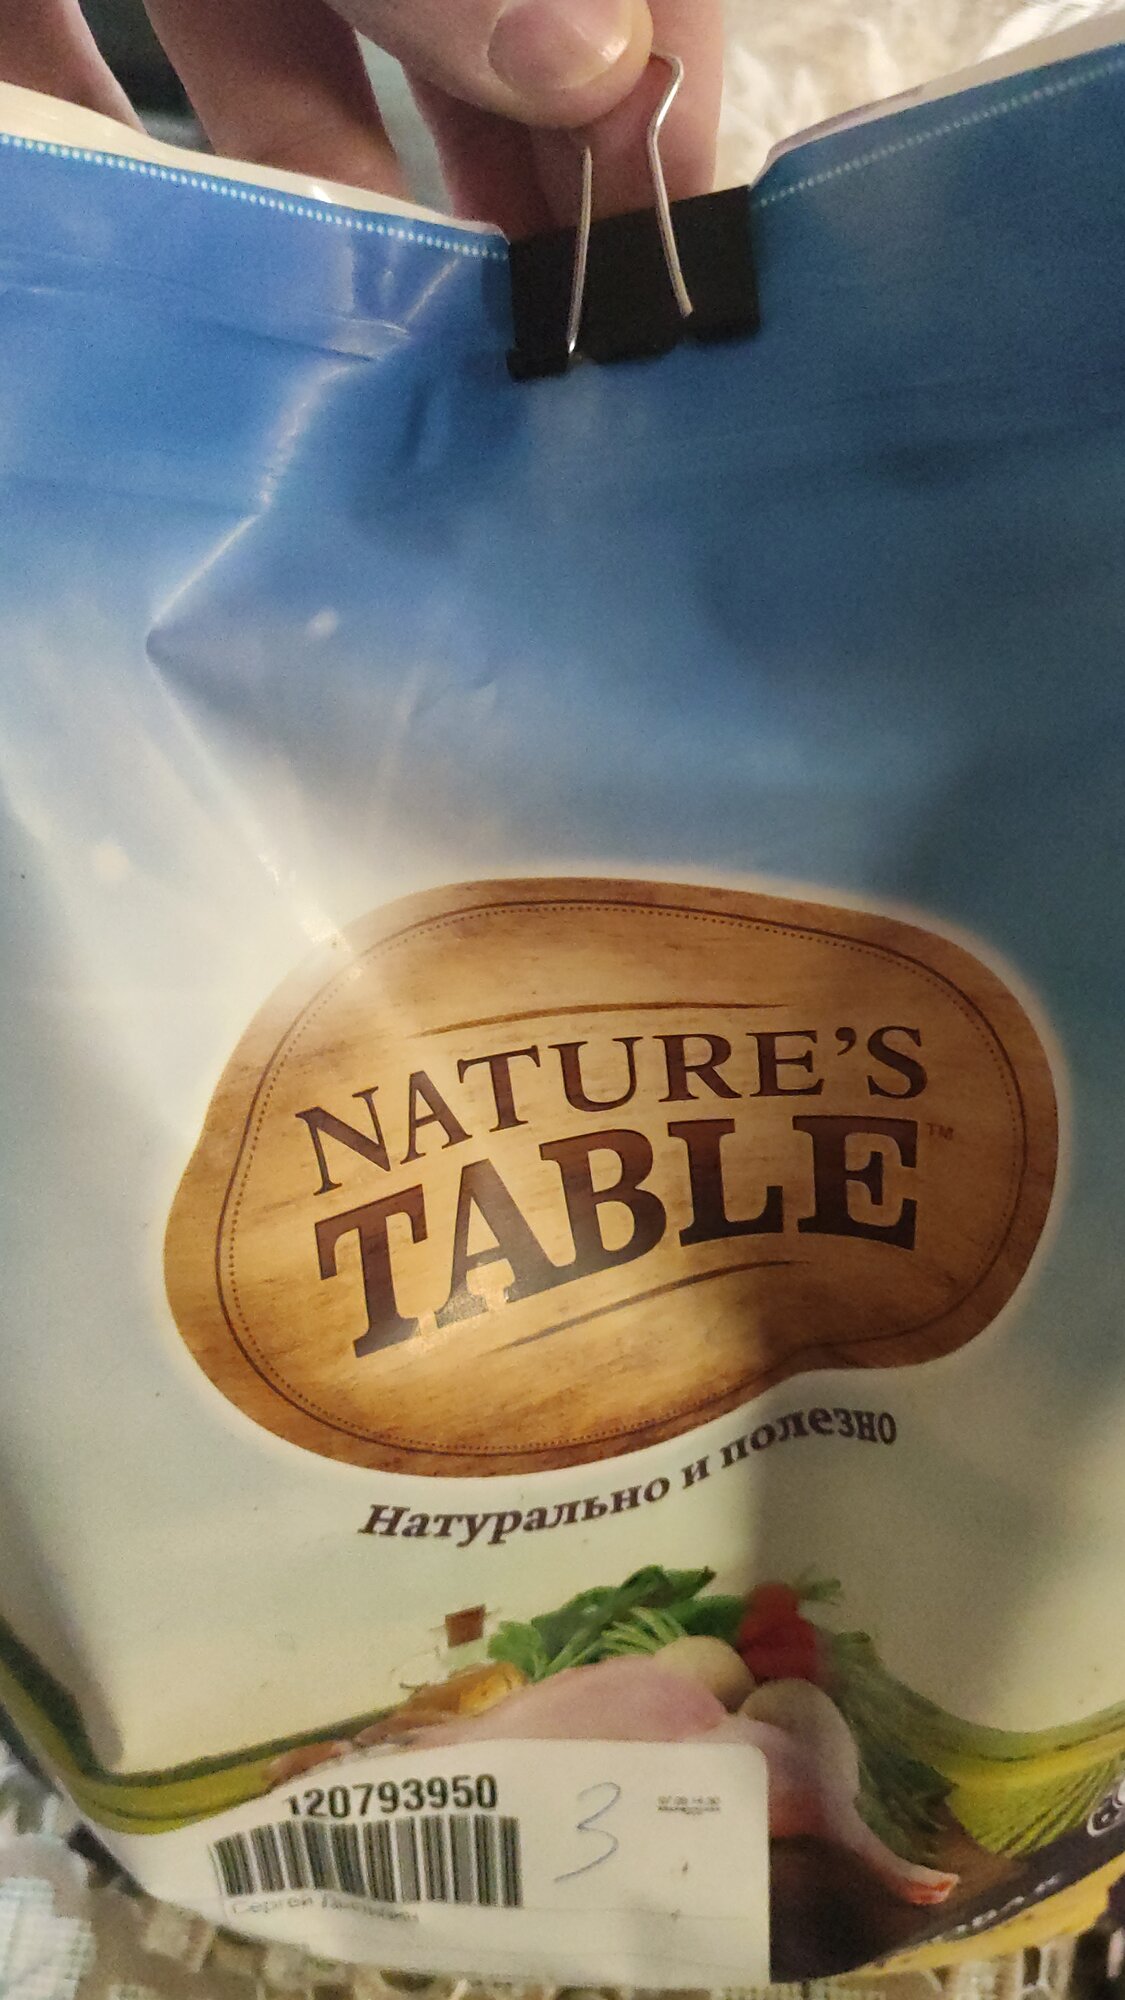 NATURE'S
TABLE™
Натурально и полезно
120793950
3